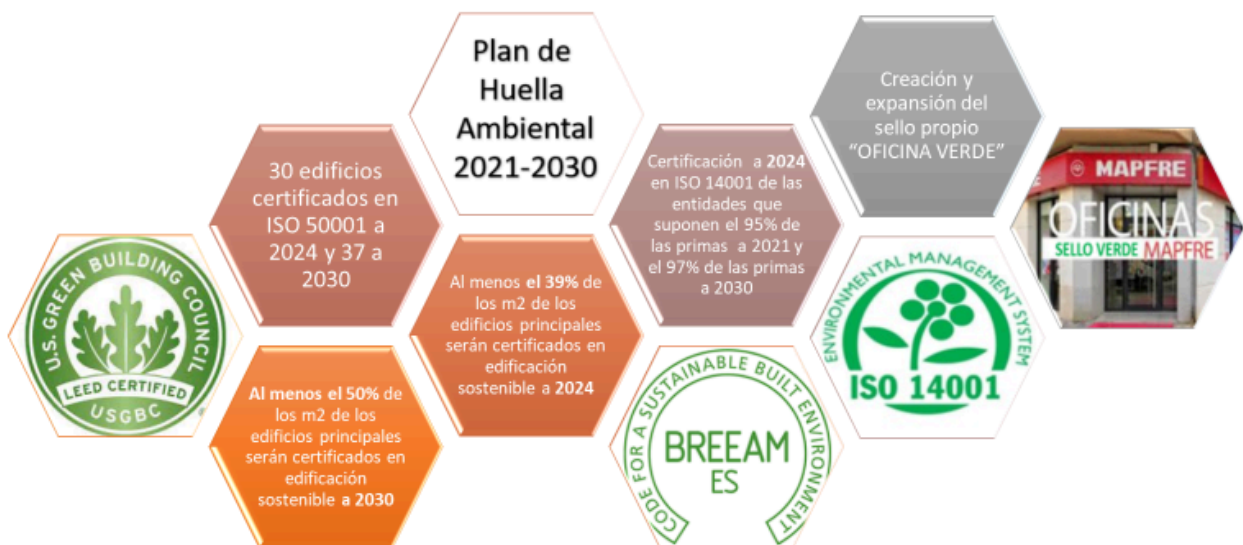 Plan de
Huella
Ambiental
2021-2030
Creación y
expansión del
sello propio
“OFICINA VERDE”
30 edificios
certificados en
ISO 50001 a
2024 y 37 a
2030
Certificación a 2024
en ISO 14001 de las
entidades que
suponen el 95% de
las primas a 2021 y
el 97% de las primas
a 2030
MAPFRE
OFICINAS
SELLO VERDE MAPFRE
U.S. GREEN BUILDING COUNCIL
LEED CERTIFIED
USGBC
Al menos el 39% de
los m2 de los
edificios principales
serán certificados en
edificación
sostenible a 2024
ENVIRONMENTAL MANAGEMENT SYSTEM
ISO 14001
Al menos el 50% de
los m2 de los
edificios principales
serán certificados en
edificación
sostenible a 2030
CODE FOR A SUSTAINABLE BUILT ENVIRONMENT
BREEAM
ES